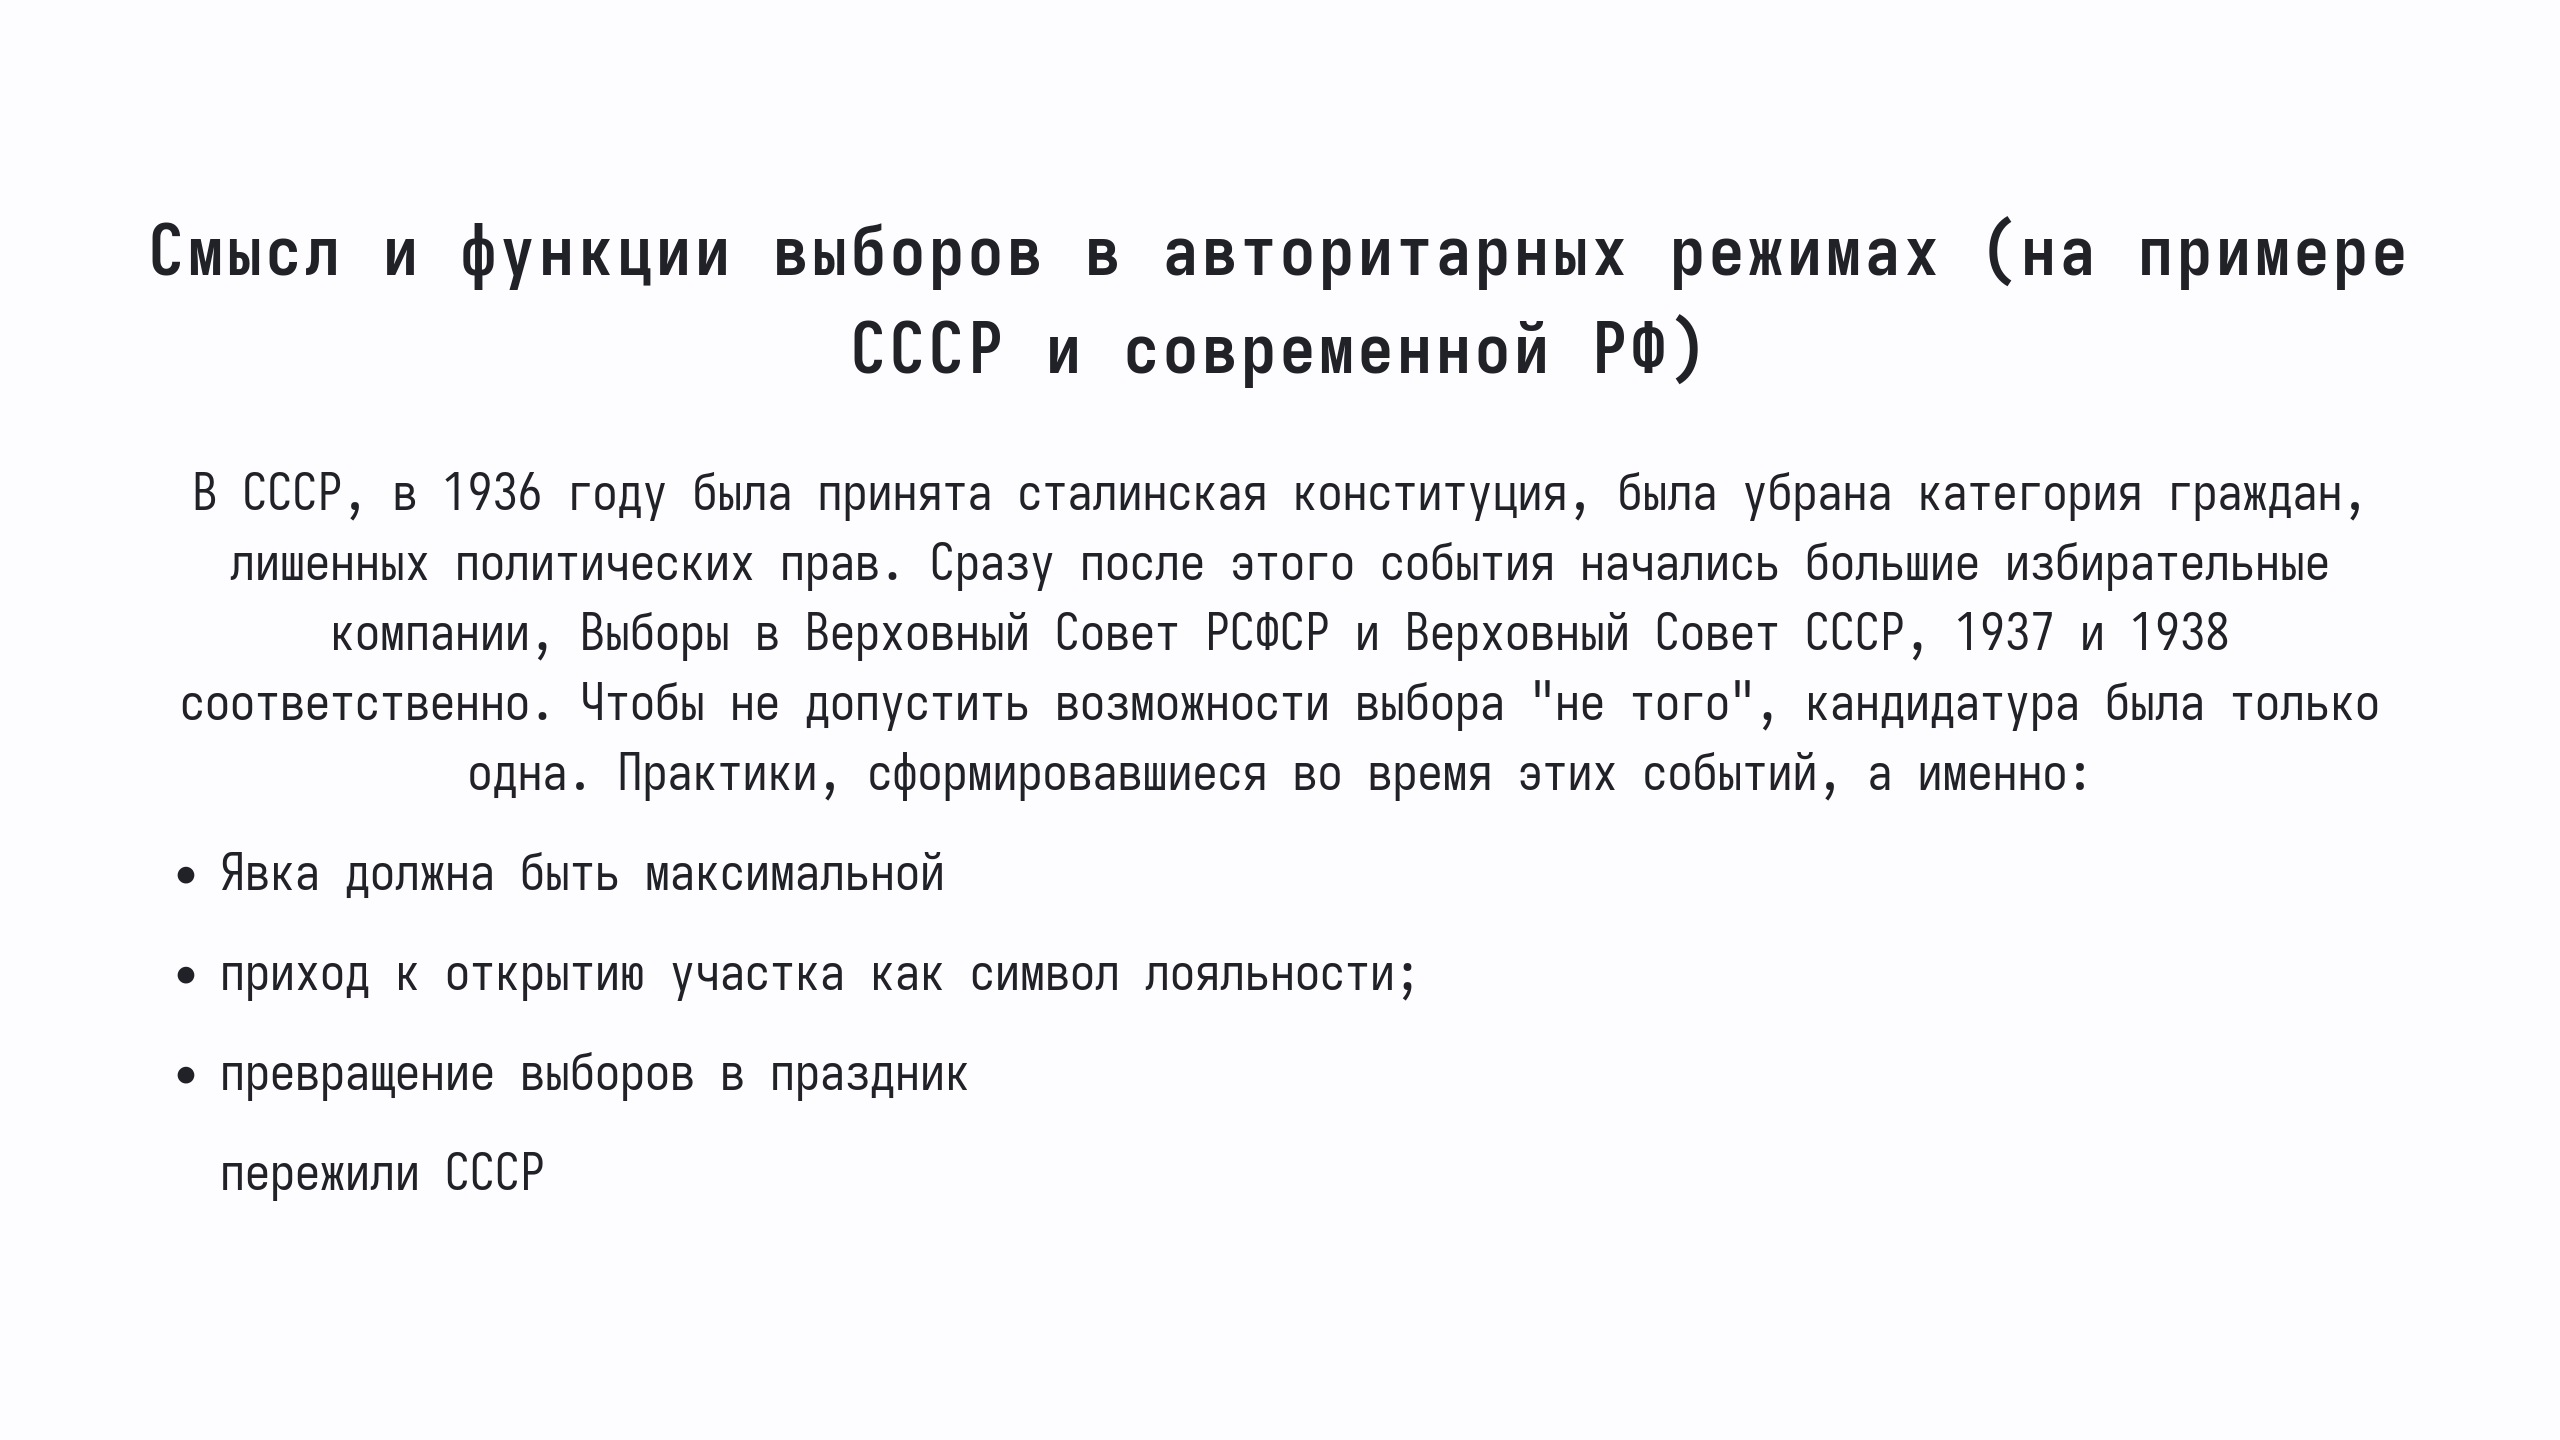 Смысл и функции выборов в авторитарных режимах (на примере
СССР и современной РФ)
В СССР, в 1936 году была принята сталинская конституция, была убрана категория граждан,
лишенных политических прав. Сразу после этого события начались большие избирательные
компании, Выборы в Верховный Совет РСФСР и Верховный Совет СССР, 1937 и 1938
соответственно. Чтобы не допустить возможности выбора "не того", кандидатура была только
одна. Практики, сформировавшиеся во время этих событий, а именно:
• Явка должна быть максимальной
• приход к открытию участка как символ лояльности;
• превращение выборов в праздник
пережили СССР